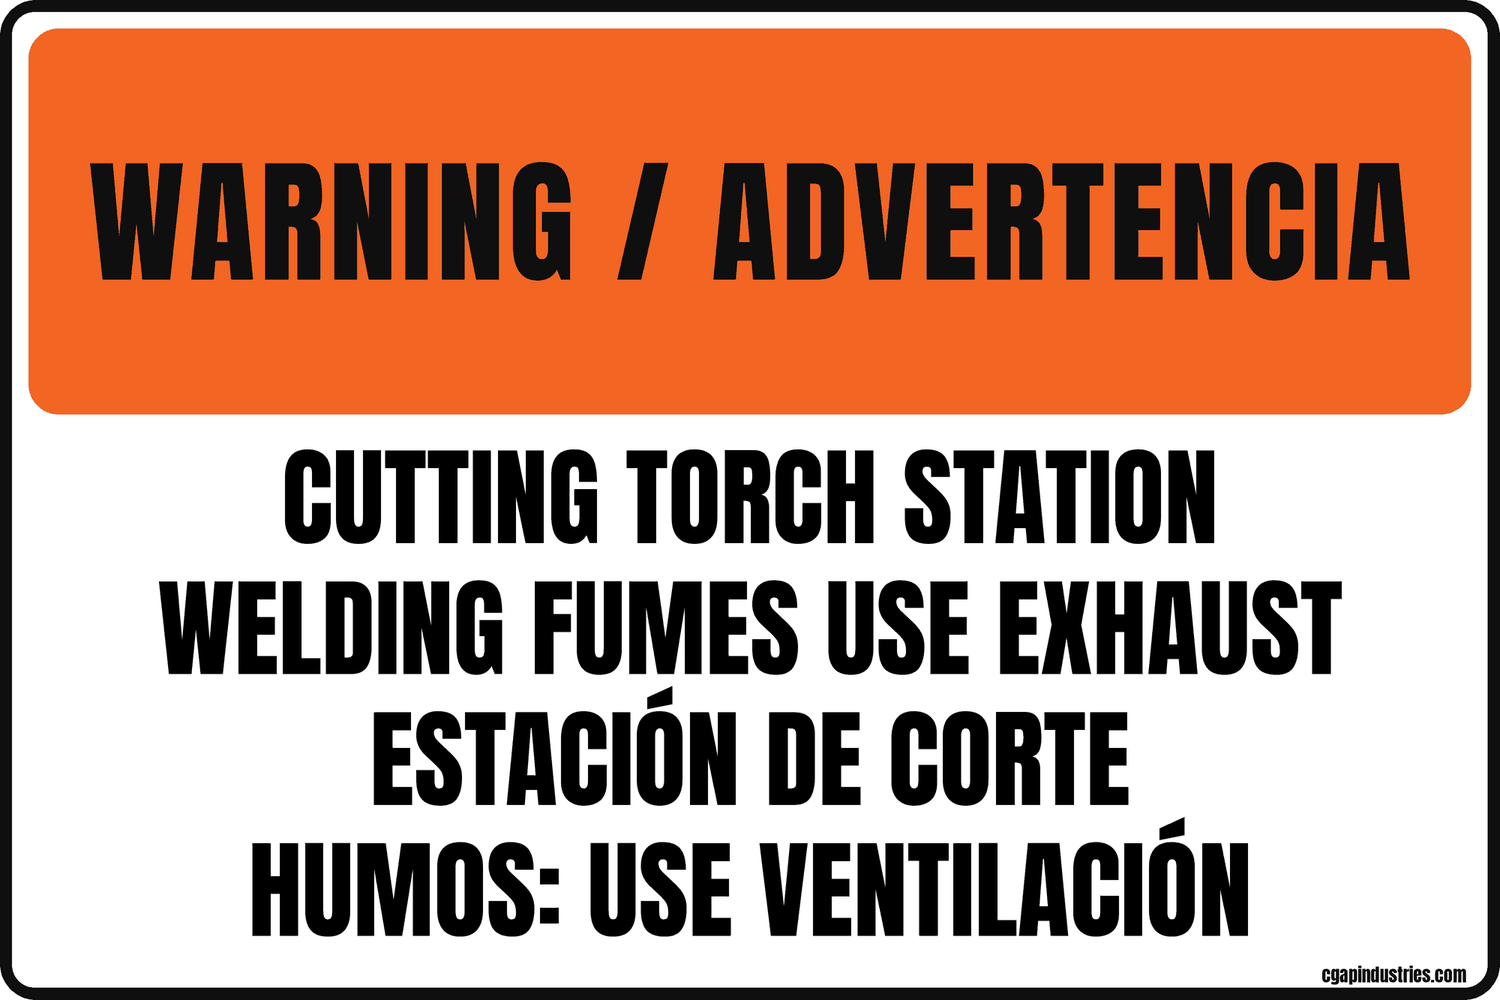 WARNING / ADVERTENCIA
CUTTING TORCH STATION
WELDING FUMES USE EXHAUST
ESTACIÓN DE CORTE
HUMOS: USE VENTILACIÓN
cgapindustries.com